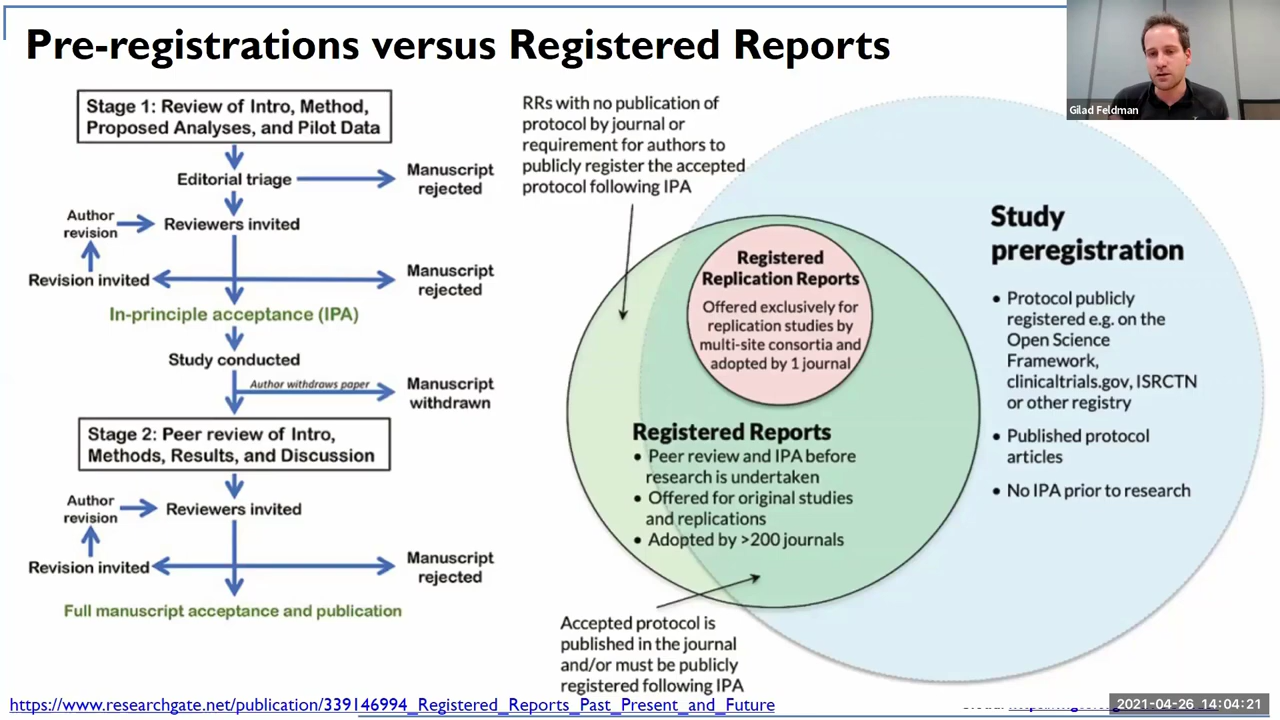 Pre-registrations versus Registered Reports
Gilad Feldman
Stage 1: Review of Intro, Method,
Proposed Analyses, and Pilot Data
Editorial triage
Manuscript
rejected
Author
revision
Reviewers invited
Revision invited
Manuscript
rejected
In-principle acceptance (IPA)
Study conducted
Author withdraws paper
Manuscript
withdrawn
Stage 2: Peer review of Intro,
Methods, Results, and Discussion
Author
revision
Reviewers invited
Revision invited
Manuscript
rejected
Full manuscript acceptance and publication
RRs with no publication of
protocol by journal or
requirement for authors to
publicly register the accepted
protocol following IPA
Registered
Replication Reports
Offered exclusively for
replication studies by
multi-site consortia and
adopted by 1 journal
Registered Reports
• Peer review and IPA before
research is undertaken
• Offered for original studies
and replications
• Adopted by >200 journals
Accepted protocol is
published in the journal
and/or must be publicly
registered following IPA
Study
preregistration
• Protocol publicly
registered e.g. on the
Open Science
Framework,
clinicaltrials.gov, ISRCTN
or other registry
• Published protocol
articles
• No IPA prior to research
https://www.researchgate.net/publication/339146994_Registered_Reports_Past_Present_and_Future
2021-04-26 14:04:21